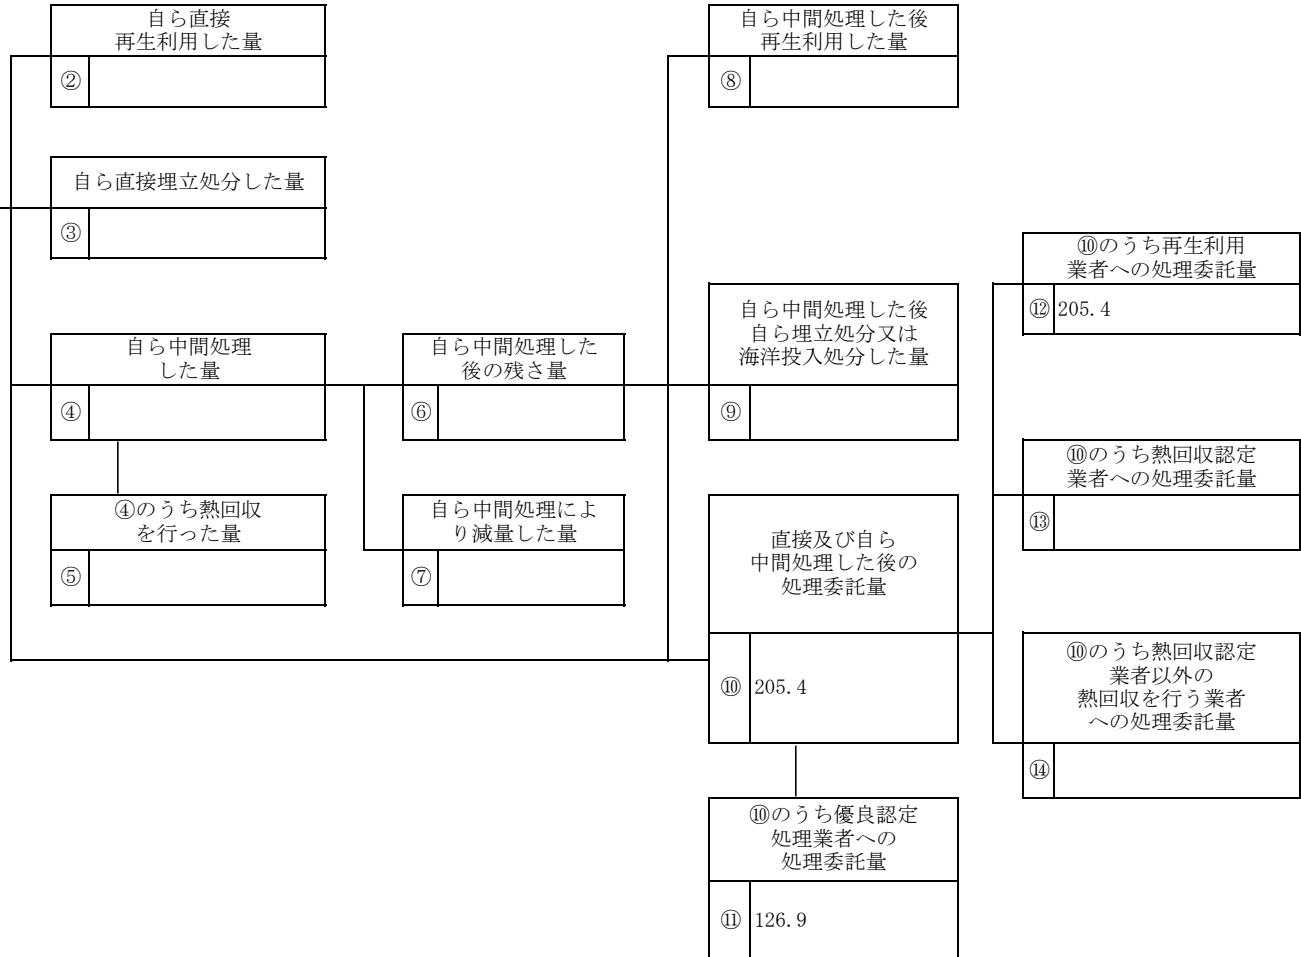 自ら直接
再生利用した量
②
自ら直接埋立処分した量
③
自ら中間処理
した量
④
④のうち熱回収
を行った量
⑤
自ら中間処理した
後の残さ量
⑥
自ら中間処理によ
り減量した量
⑦
自ら中間処理した後
再生利用した量
⑧
自ら中間処理した後
自ら埋立処分又は
海洋投入処分した量
⑨
直接及び自ら
中間処理した後の
処理委託量
⑩ 205.4
⑩のうち優良認定
処理業者への
処理委託量
⑪ 126.9
⑩のうち再生利用
業者への処理委託量
⑫ 205.4
⑩のうち熱回収認定
業者への処理委託量
⑬
⑩のうち熱回収認定
業者以外の
熱回収を行う業者
への処理委託量
⑭